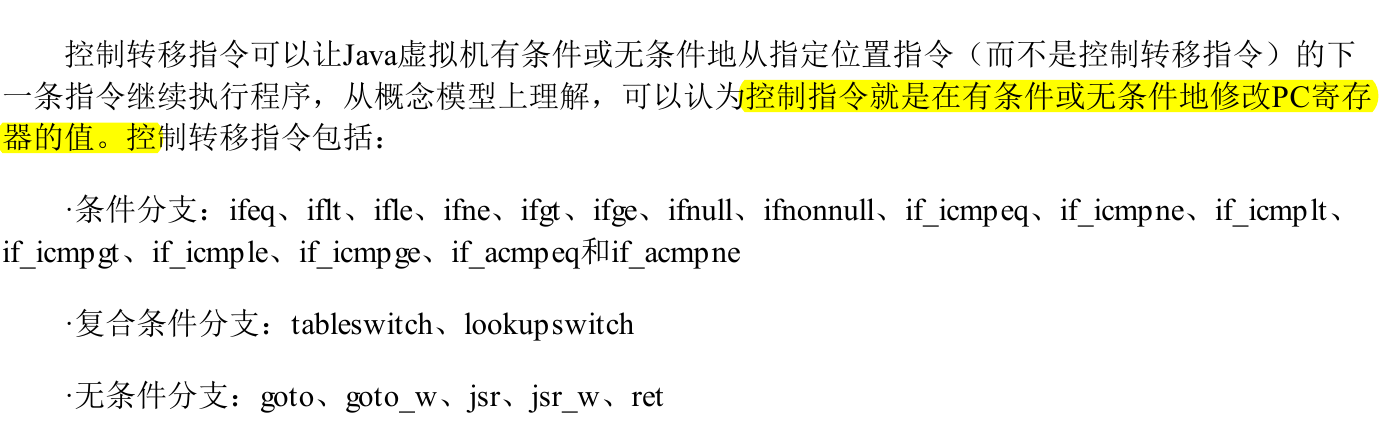 控制转移指令可以让Java虚拟机有条件或无条件地从指定位置指令（而不是控制转移指令）的下
一条指令继续执行程序，从概念模型上理解，可以认为控制指令就是在有条件或无条件地修改PC寄存
器的值。控制转移指令包括：
·条件分支：ifeq、iflt、ifle、ifne、ifgt、ifge、ifnull、ifnonnull、if_icmpeq、if_icmpne、if_icmplt、
if_icmpgt、if_icmple、if_icmpge、if_acmpeq和if_acmpne
·复合条件分支：tableswitch、lookupswitch
·无条件分支：goto、goto_w、jsr、jsr_w、ret